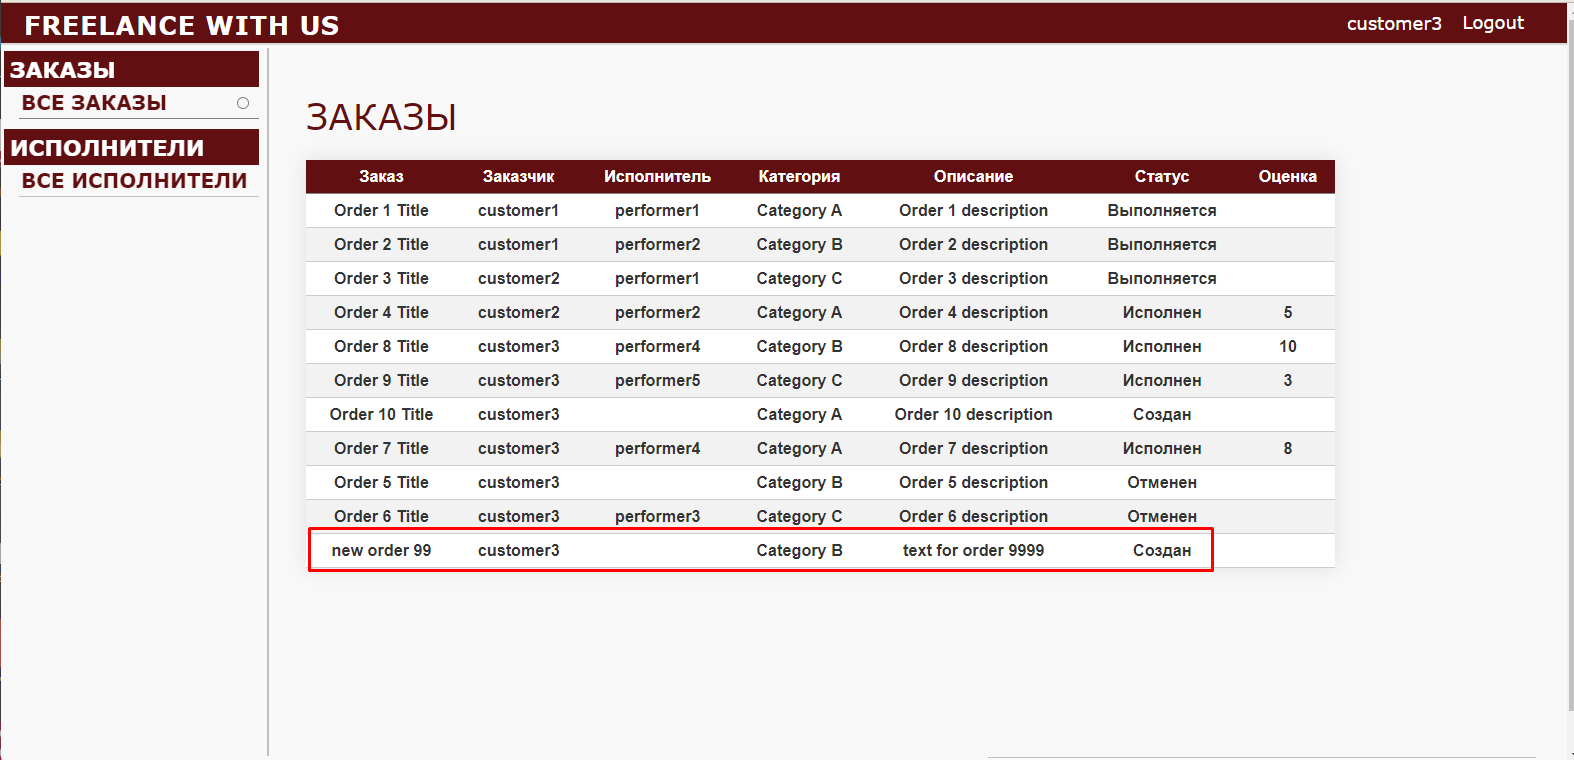 FREELANCE WITH US customer3 Logout
ЗАКАЗЫ
ВСЕ ЗАКАЗЫ
ИСПОЛНИТЕЛИ
ВСЕ ИСПОЛНИТЕЛИ
ЗАКАЗЫ
Заказ Заказчик Исполнитель Категория Описание Статус Оценка
Order 1 Title customer1 performer1 Category A Order 1 description Выполняется
Order 2 Title customer1 performer2 Category B Order 2 description Выполняется
Order 3 Title customer2 performer1 Category C Order 3 description Выполняется
Order 4 Title customer2 performer2 Category A Order 4 description Исполнен 5
Order 8 Title customer3 performer4 Category B Order 8 description Исполнен 10
Order 9 Title customer3 performer5 Category C Order 9 description Исполнен 3
Order 10 Title customer3 Category A Order 10 description Создан
Order 7 Title customer3 performer4 Category A Order 7 description Исполнен 8
Order 5 Title customer3 Category B Order 5 description Отменен
Order 6 Title customer3 performer3 Category C Order 6 description Отменен
new order 99 customer3 Category B text for order 9999 Создан